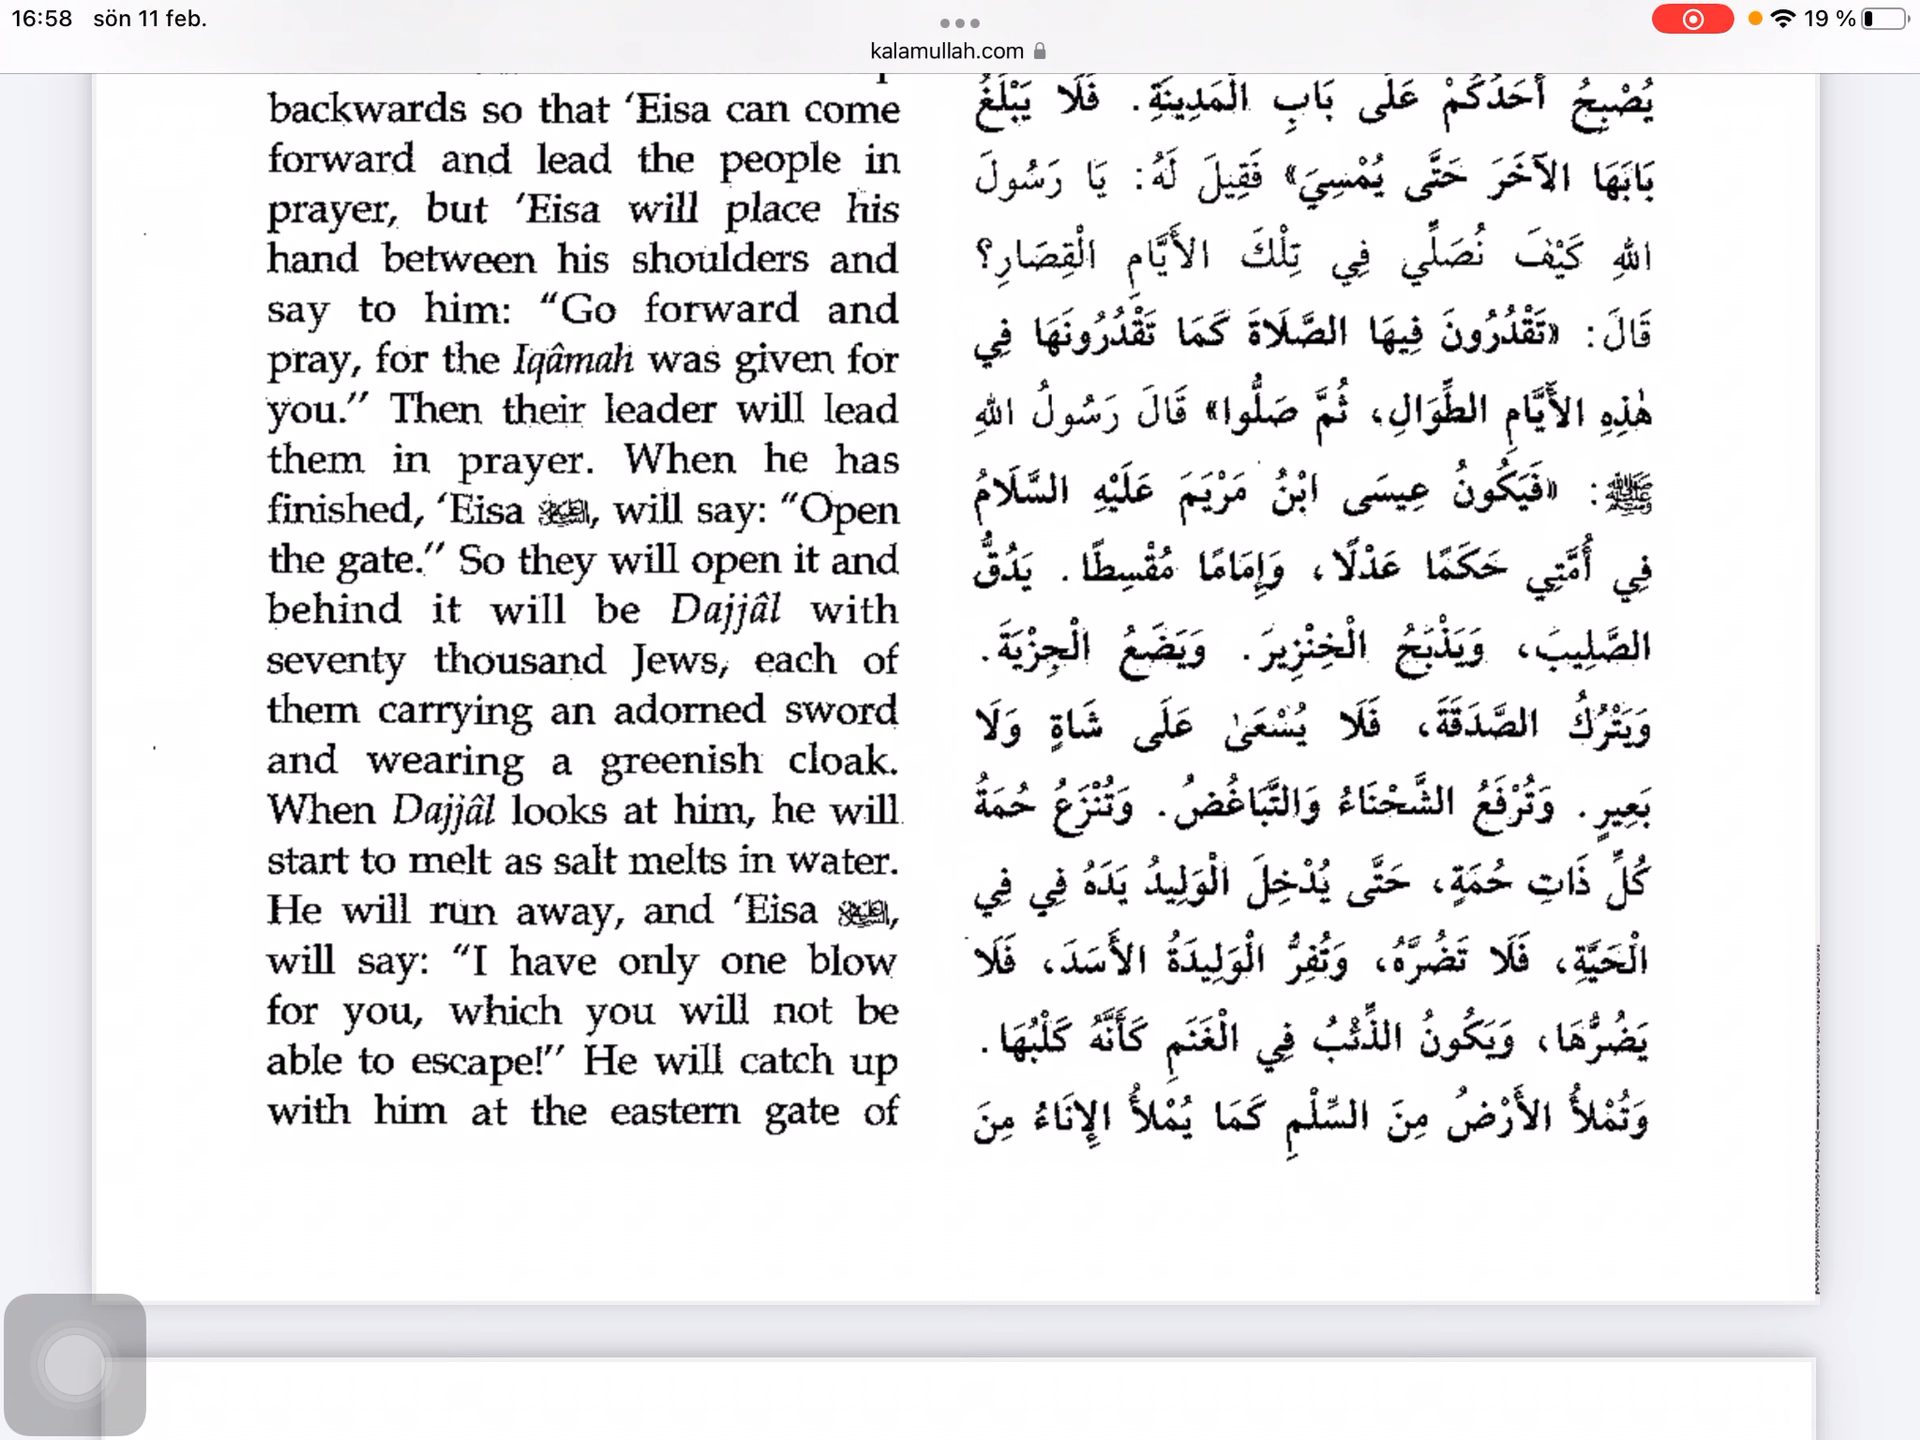 16:58 sön 11 feb.
19 %
kalamullah.com
backwards so that ‘Eisa can come
forward and lead the people in
prayer, but ‘Eisa will place his
hand between his shoulders and
say to him: “Go forward and
pray, for the Iqâmah was given for
you.” Then their leader will lead
them in prayer. When he has
finished, ‘Eisa, will say: “Open
the gate.” So they will open it and
behind it will be Dajjâl with
seventy thousand Jews, each of
them carrying an adorned sword
and wearing a greenish cloak.
When Dajjâl looks at him, he will
start to melt as salt melts in water.
He will run away, and ‘Eisa,
will say: “I have only one blow
for you, which you will not be
able to escape!” He will catch up
with him at the eastern gate of
يُصْبِحُ أَحَدُكُمْ عَلَى بَابِ الْمَدِينَةِ. فَلَا يَبْلُغُ
بَابَهَا الآخَرَ حَتَّى يُمْسِيَ» فَقِيلَ لَهُ: يَا رَسُولَ
اللهِ كَيْفَ نُصَلِّي فِي تِلْكَ الأَيَّامِ الْقِصَارِ؟
قَالَ: «تَقْدُرُونَ فِيهَا الصَّلَاةَ كَمَا تَقْدُرُونَهَا فِي
هٰذِهِ الأَيَّامِ الطِّوَالِ، ثُمَّ صَلُّوا» قَالَ رَسُولُ اللهِ
ﷺ: «فَيَكُونُ عِيسَى ابْنُ مَرْيَمَ عَلَيْهِ السَّلَامُ
فِي أُمَّتِي حَكَمًا عَدْلًا، وَإِمَامًا مُقْسِطًا. يَدُقُّ
الصَّلِيبَ، وَيَذْبَحُ الْخِنْزِيرَ. وَيَضَعُ الْجِزْيَةَ.
وَيَتْرُكُ الصَّدَقَةَ، فَلَا يُسْعَىٰ عَلَى شَاةٍ وَلَا
بَعِيرٍ. وَتُرْفَعُ الشَّحْنَاءُ وَالتَّبَاغُضُ. وَتُنْزَعُ حُمَةُ
كُلِّ ذَاتِ حُمَةٍ، حَتَّى يُدْخِلَ الْوَلِيدُ يَدَهُ فِي فِي
الْحَيَّةِ، فَلَا تَضُرَّهُ، وَتُفِرُّ الْوَلِيدَةُ الأَسَدَ، فَلَا
يَضُرُّهَا، وَيَكُونُ الذِّئْبُ فِي الْغَنَمِ كَأَنَّهُ كَلْبُهَا.
وَتُمْلأُ الأَرْضُ مِنَ السِّلْمِ كَمَا يُمْلأُ الإِنَاءُ مِنَ